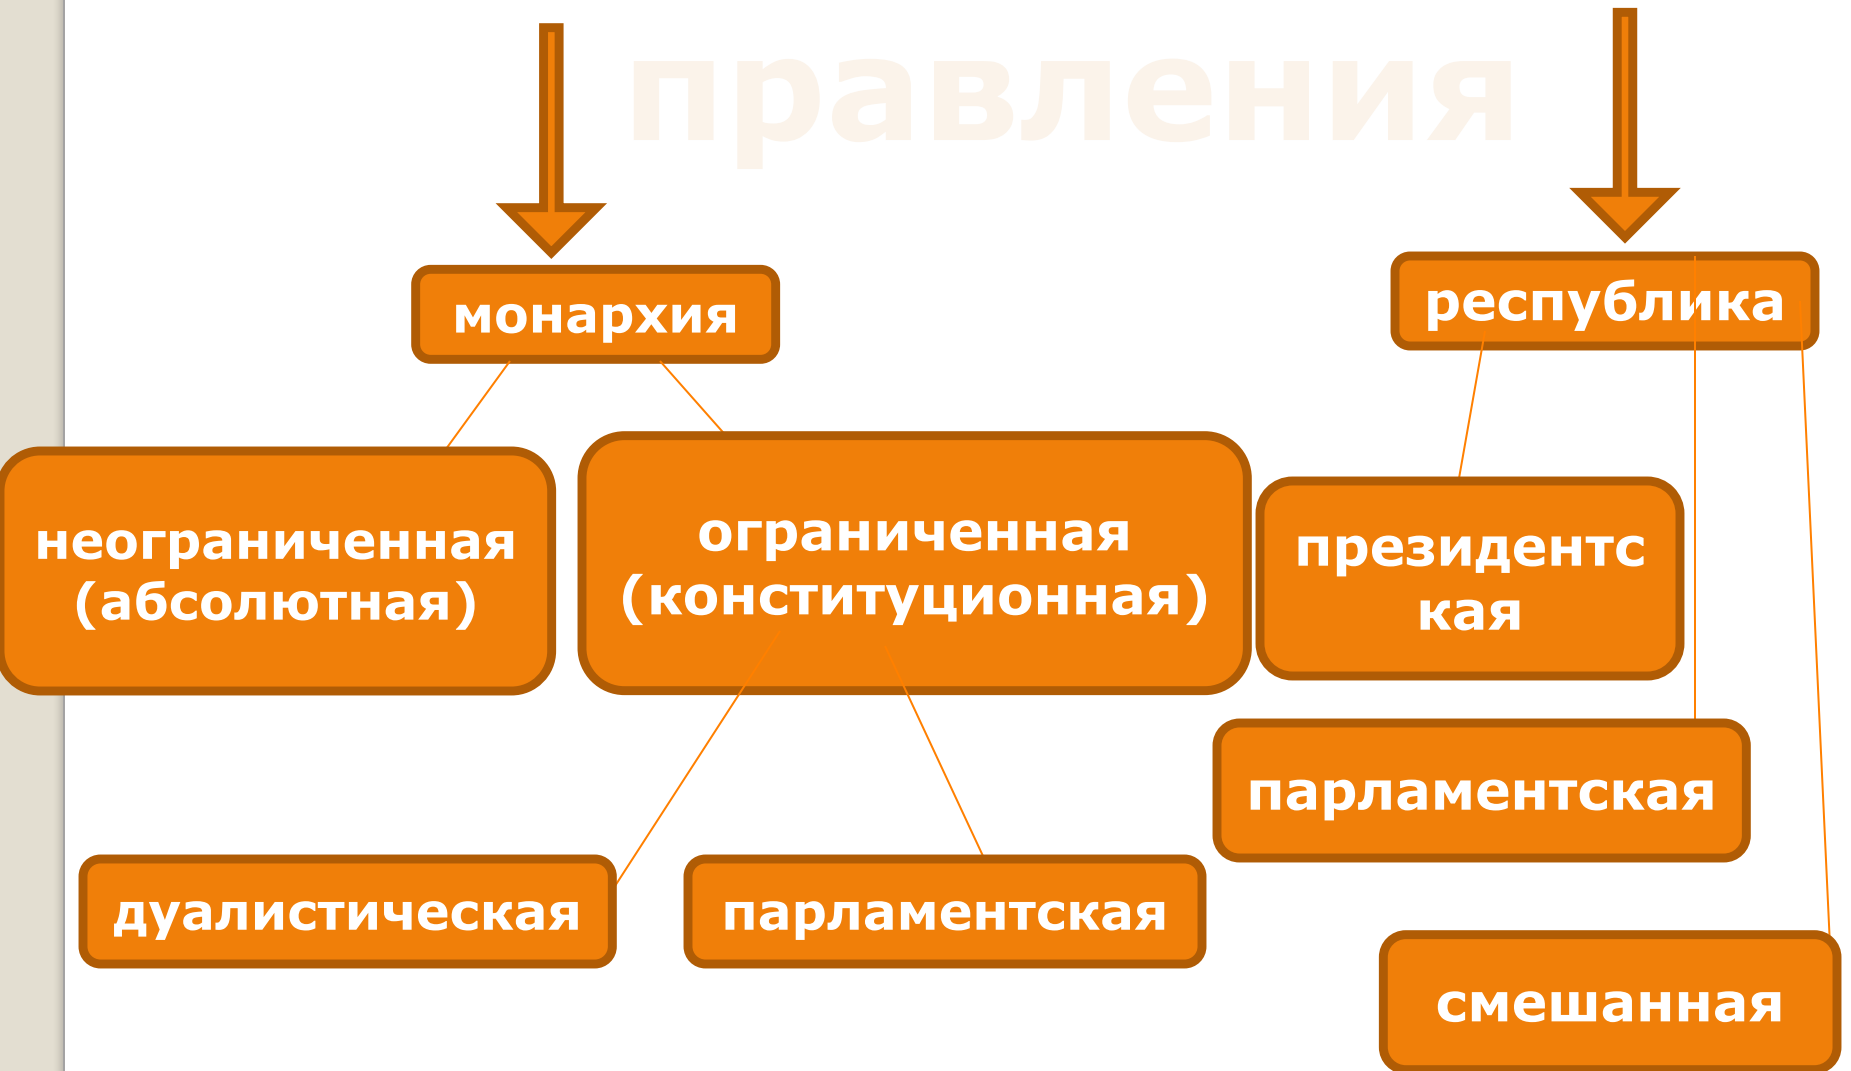 правления
монархия
республика
неограниченная
(абсолютная)
ограниченная
(конституционная)
президентс
кая
парламентская
дуалистическая
парламентская
смешанная